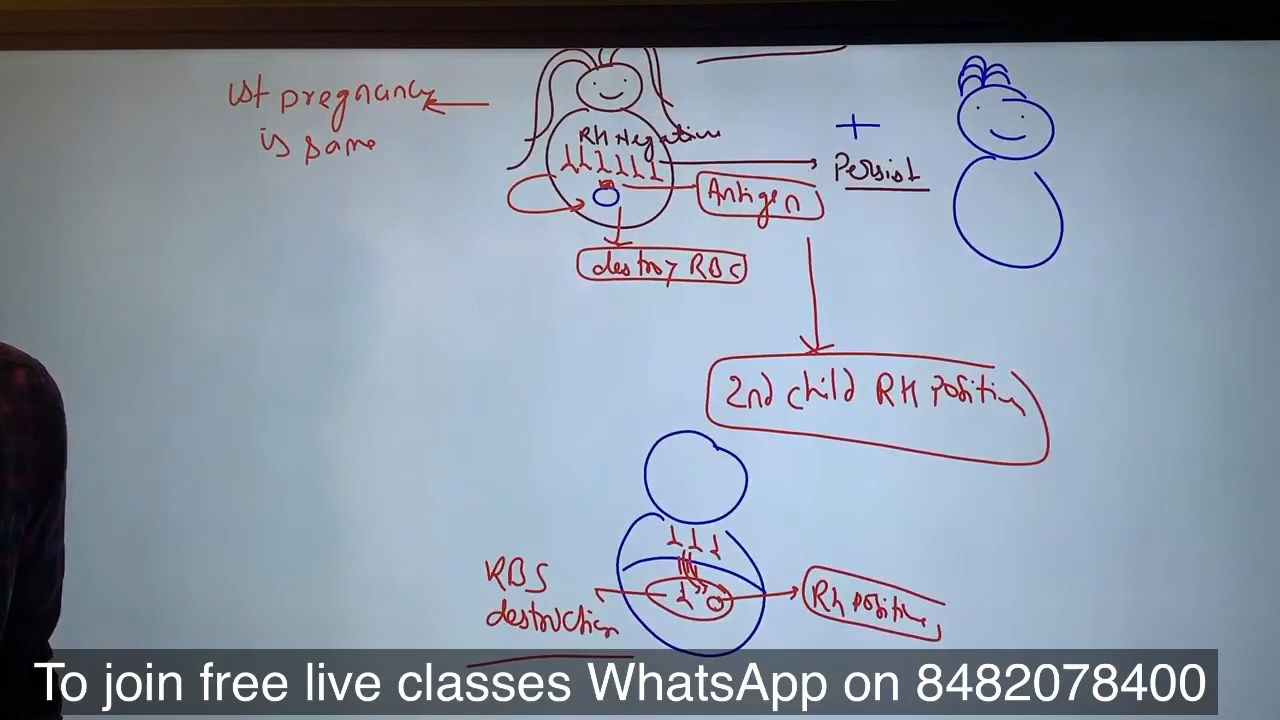 1st pregnancy
is same
RH Negative
+
Persist
Antigen
destroy RBC
2nd child RH Positive
RBS
destruction
Rh positive
To join free live classes WhatsApp on 8482078400